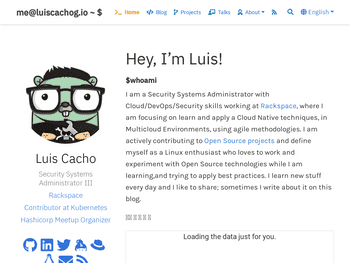 me@luiscachog.io ~ $
Home
Blog
Projects
Talks
About
English
Hey, I'm Luis!
$whoami
I am a Security Systems Administrator with
Cloud/DevOps/Security skills working at Rackspace, where I
am focusing on learn and apply a Cloud Native techniques, in
Multicloud Environments, using agile methodologies. I am
actively contributing to Open Source projects and define
myself as a Linux enthusiast who loves to work and
experiment with Open Source technologies while I am
learning,and trying to apply best practices. I learn new stuff
every day and I like to share; sometimes I write about it on this
blog.
Luis Cacho
Security Systems
Administrator III
Rackspace
Contributor at Kubernetes
Hashicorp Meetup Organizer
Loading the data just for you.